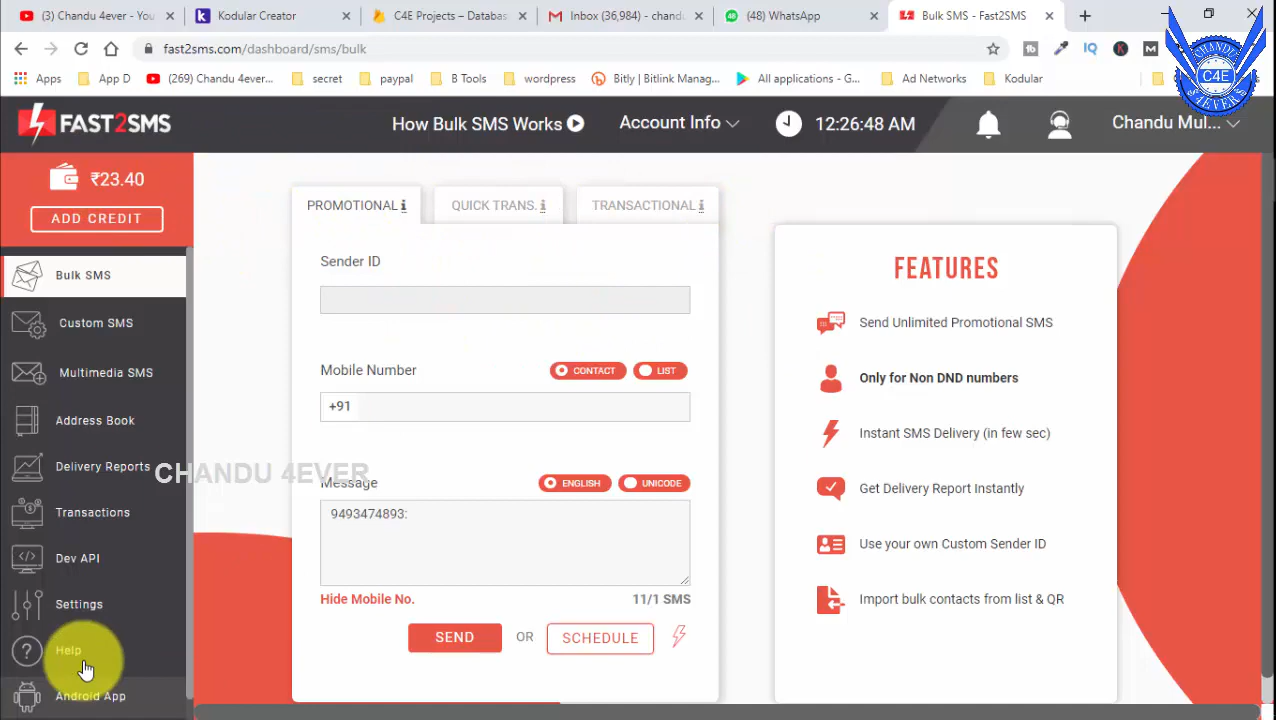 (3) Chandu 4ever - You
Kodular Creator
C4E Projects – Databas
Inbox (36,984) - chandu
(48) WhatsApp
Bulk SMS - Fast2SMS
fast2sms.com/dashboard/sms/bulk
Apps
App D
(269) Chandu 4ever...
secret
paypal
B Tools
wordpress
Bitly | Bitlink Manag...
All applications - G...
Ad Networks
Kodular
CHANDU
C4E
4EVER
FAST2SMS
How Bulk SMS Works
Account Info
12:26:48 AM
Chandu Mul...
₹23.40
ADD CREDIT
Bulk SMS
Custom SMS
Multimedia SMS
Address Book
Delivery Reports
Transactions
Dev API
Settings
Help
Android App
PROMOTIONAL
QUICK TRANS.
TRANSACTIONAL
Sender ID
Mobile Number
CONTACT
LIST
+91
CHANDU 4EVER
Message
ENGLISH
UNICODE
9493474893:
Hide Mobile No.
11/1 SMS
SEND
OR
SCHEDULE
FEATURES
Send Unlimited Promotional SMS
Only for Non DND numbers
Instant SMS Delivery (in few sec)
Get Delivery Report Instantly
Use your own Custom Sender ID
Import bulk contacts from list & QR